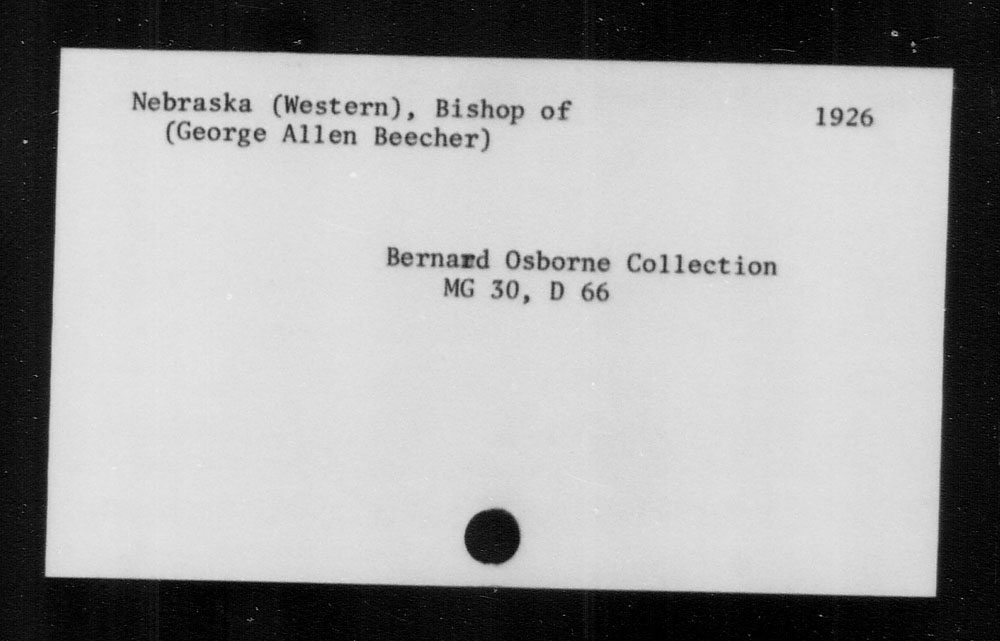 Nebraska (Western), Bishop of 1926
(George Allen Beecher)
Bernard Osborne Collection
MG 30, D 66